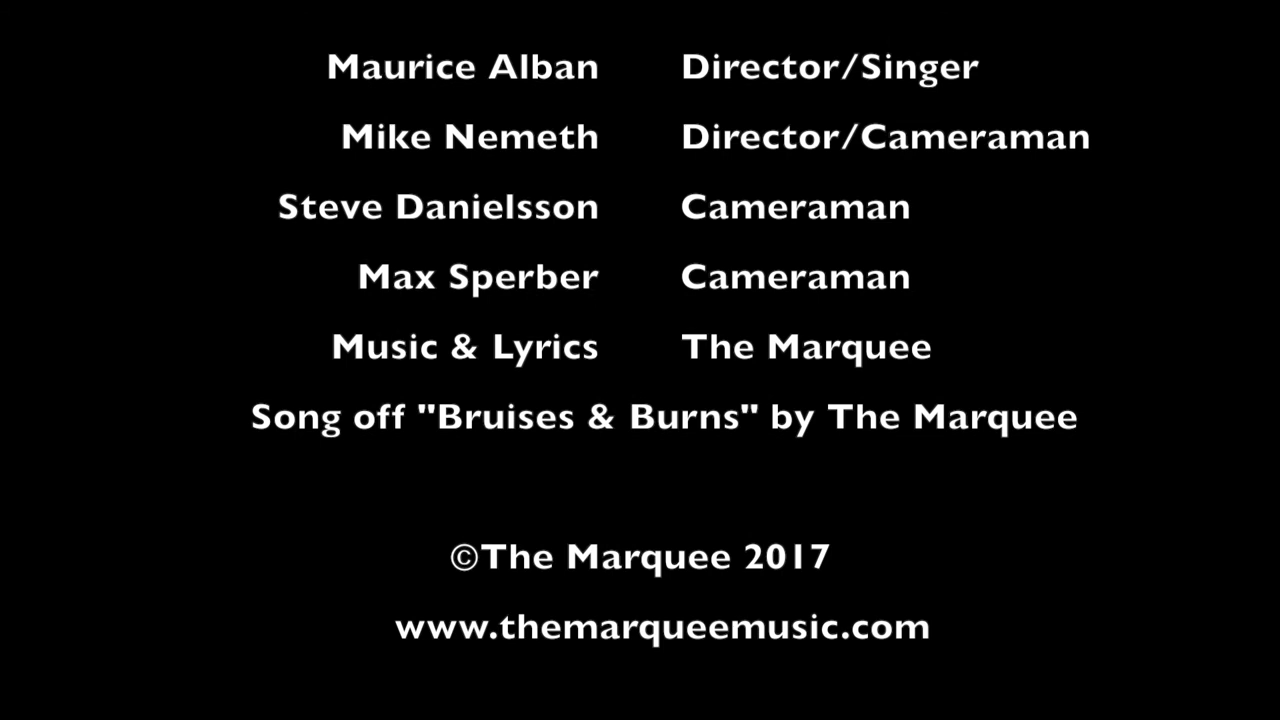 Maurice Alban Director/Singer
Mike Nemeth Director/Cameraman
Steve Danielsson Cameraman
Max Sperber Cameraman
Music & Lyrics The Marquee
Song off "Bruises & Burns" by The Marquee
©The Marquee 2017
www.themarqueemusic.com